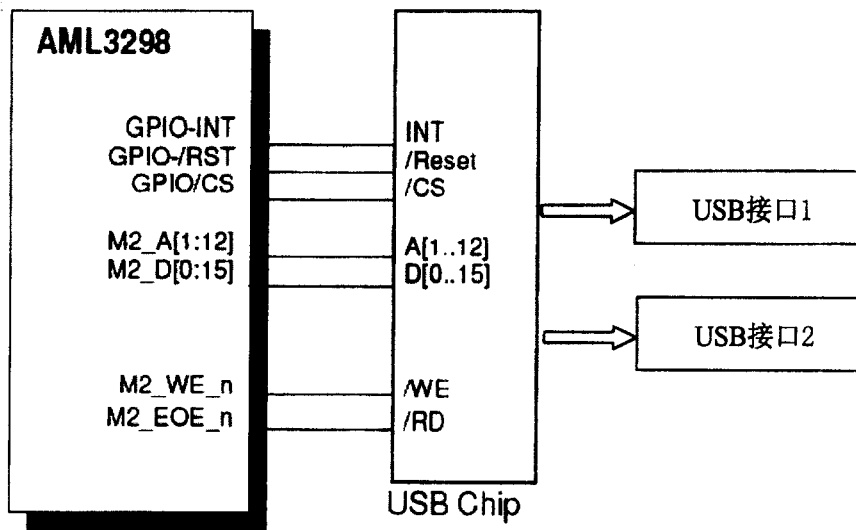 AML3298
GPIO-INT
GPIO-/RST
GPIO/CS
M2_A[1:12]
M2_D[0:15]
M2_WE_n
M2_EOE_n
INT
/Reset
/CS
A[1..12]
D[0..15]
/WE
/RD
USB Chip
USB接口1
USB接口2